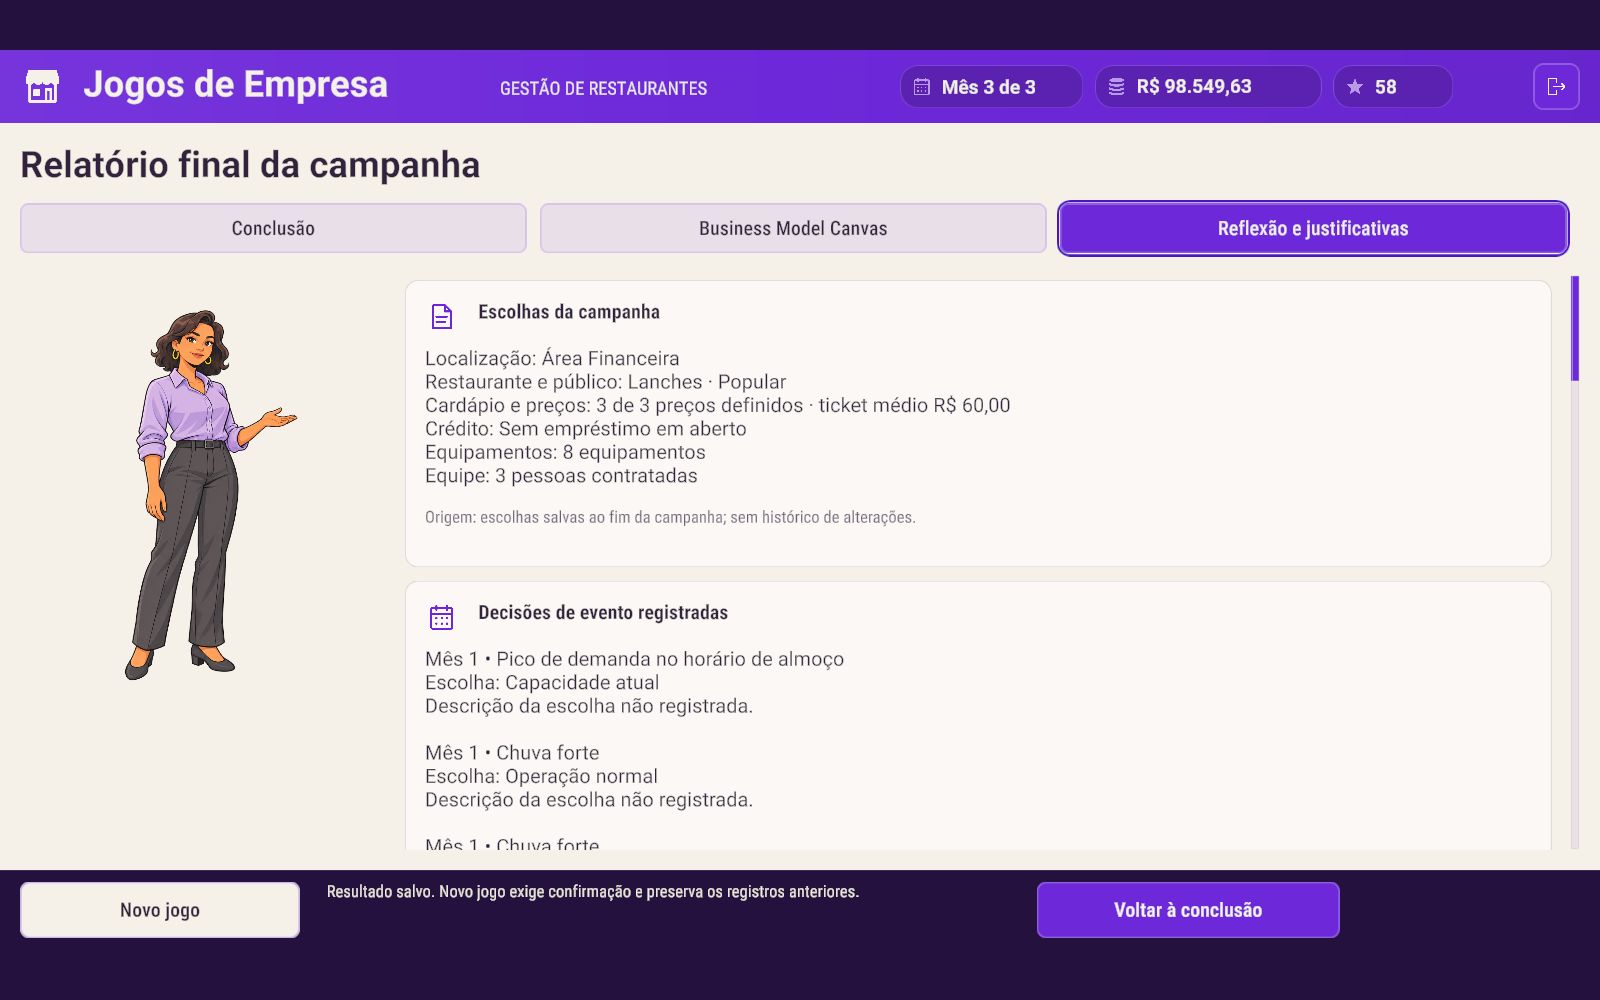 Jogos de Empresa
GESTÃO DE RESTAURANTES
Mês 3 de 3
R$ 98.549,63
58
Relatório final da campanha
Conclusão
Business Model Canvas
Reflexão e justificativas
Escolhas da campanha
Localização: Área Financeira
Restaurante e público: Lanches · Popular
Cardápio e preços: 3 de 3 preços definidos · ticket médio R$ 60,00
Crédito: Sem empréstimo em aberto
Equipamentos: 8 equipamentos
Equipe: 3 pessoas contratadas
Origem: escolhas salvas ao fim da campanha; sem histórico de alterações.
Decisões de evento registradas
Mês 1 • Pico de demanda no horário de almoço
Escolha: Capacidade atual
Descrição da escolha não registrada.
Mês 1 • Chuva forte
Escolha: Operação normal
Descrição da escolha não registrada.
Mês 1 • Chuva forte
Novo jogo
Resultado salvo. Novo jogo exige confirmação e preserva os registros anteriores.
Voltar à conclusão